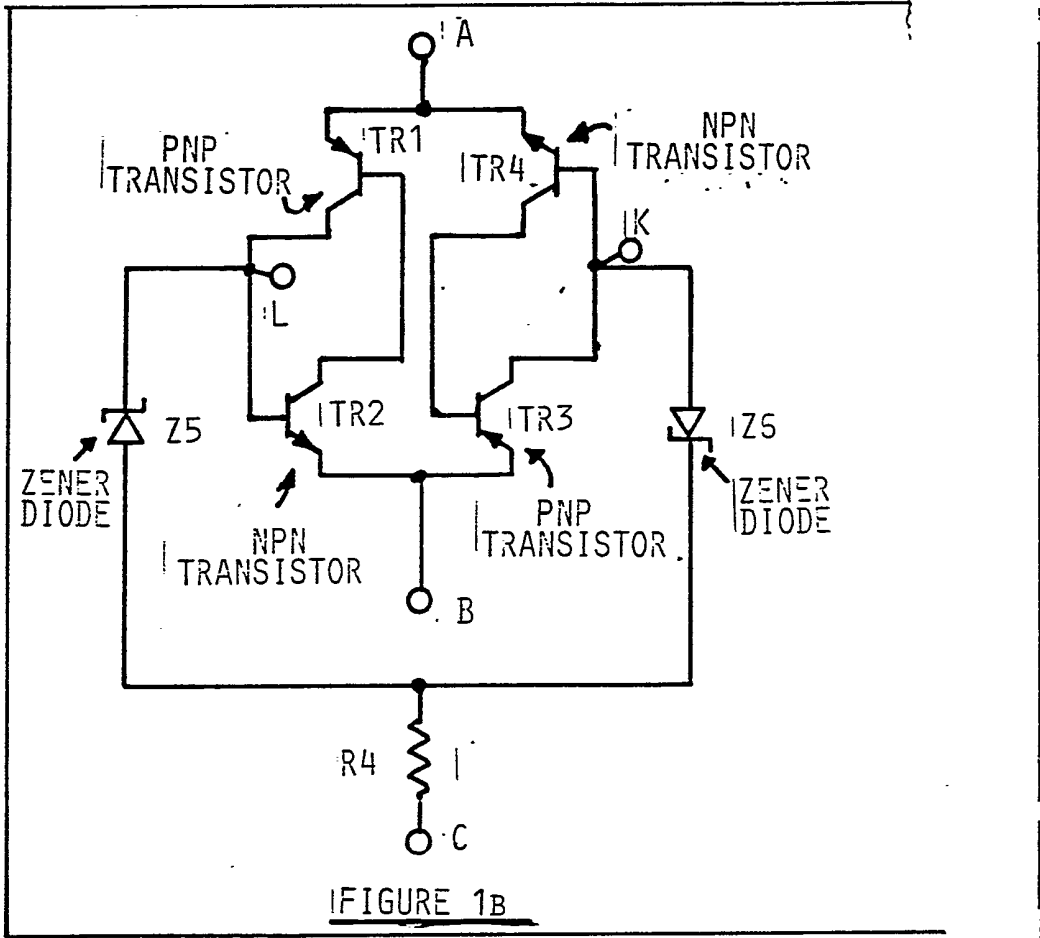 A
PNP
TRANSISTOR
TR1
TR4
NPN
TRANSISTOR
K
L
Z5
TR2
TR3
Z6
ZENER
DIODE
NPN
TRANSISTOR
PNP
TRANSISTOR
ZENER
DIODE
B
R4
C
FIGURE 1B